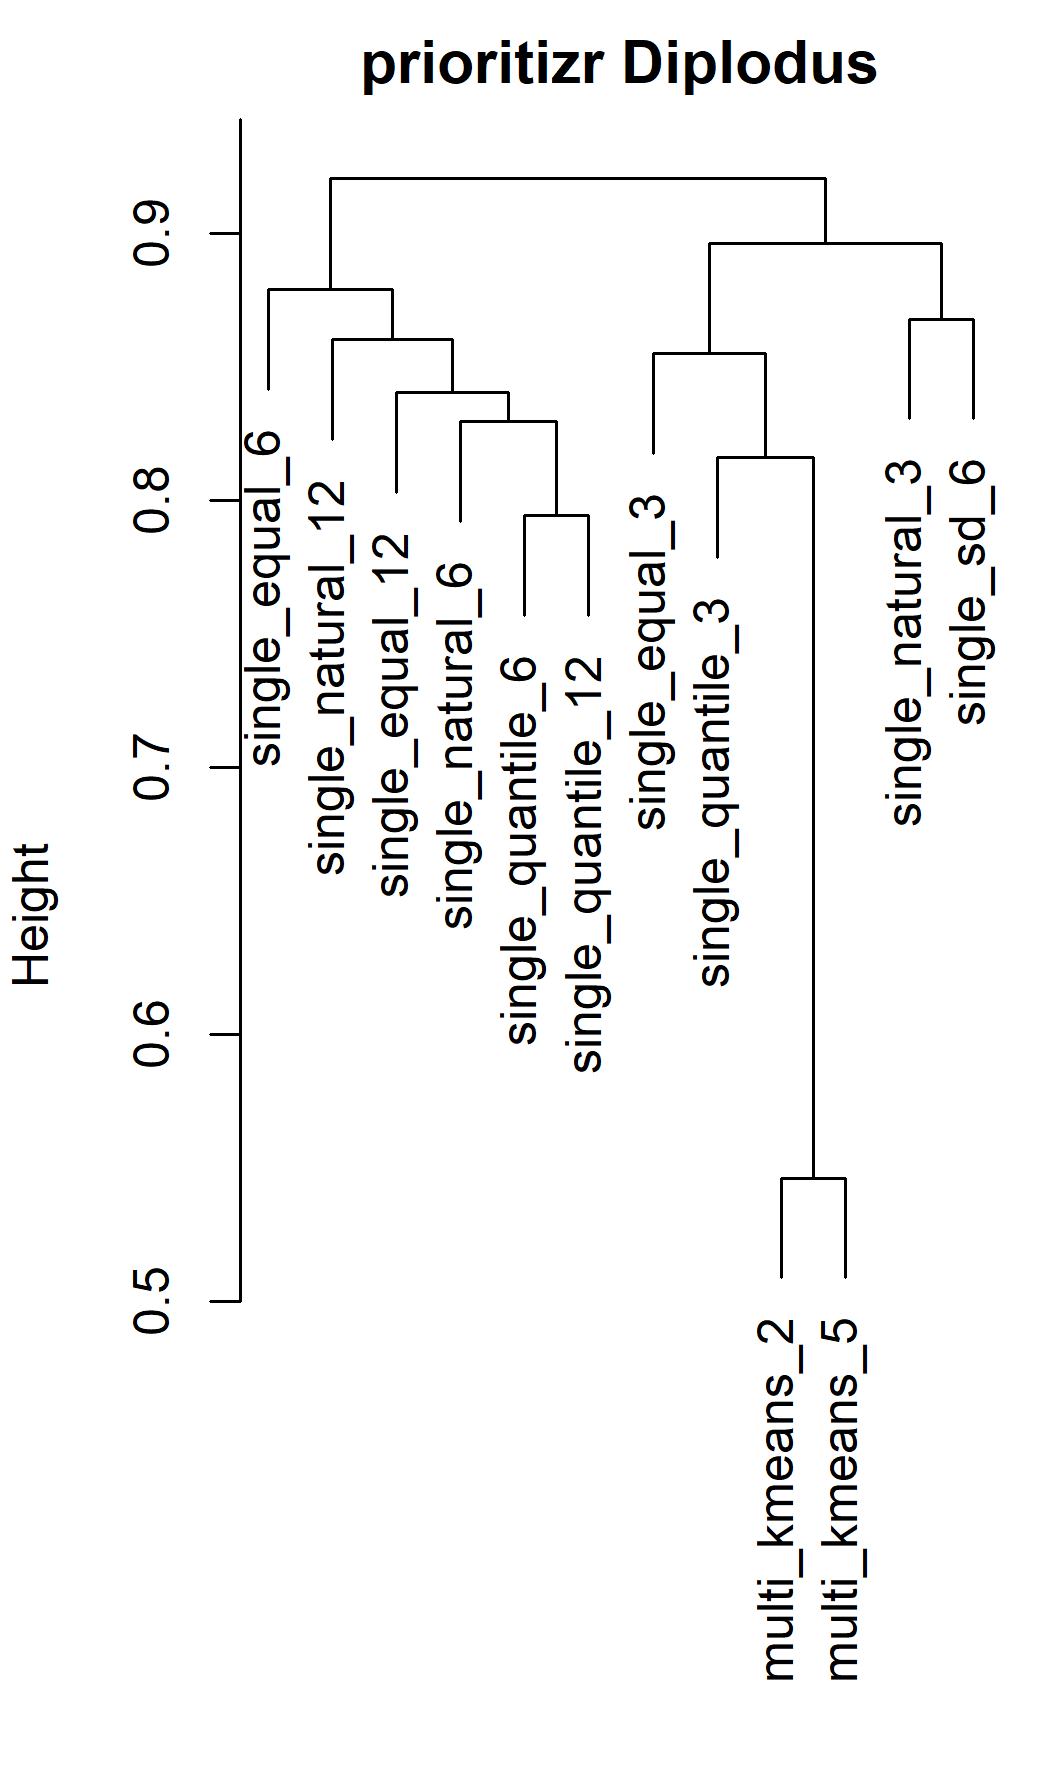 prioritizr Diplodus
Height
0.9
0.8
0.7
0.6
0.5
single_equal_6
single_natural_12
single_equal_12
single_natural_6
single_quantile_6
single_quantile_12
single_equal_3
single_quantile_3
multi_kmeans_2
multi_kmeans_5
single_natural_3
single_sd_6